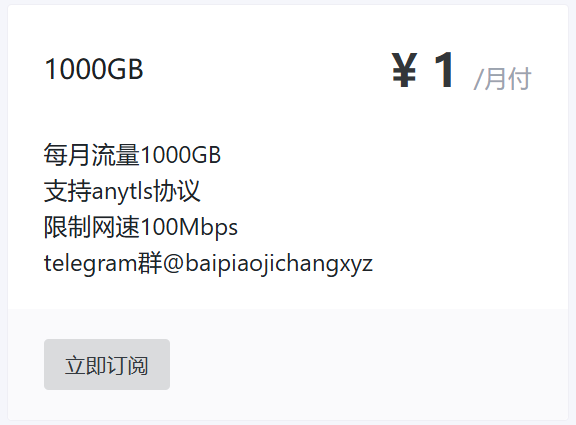 1000GB
¥ 1 /月付
每月流量1000GB
支持anytls协议
限制网速100Mbps
telegram群@baipiaojichangxyz
立即订阅